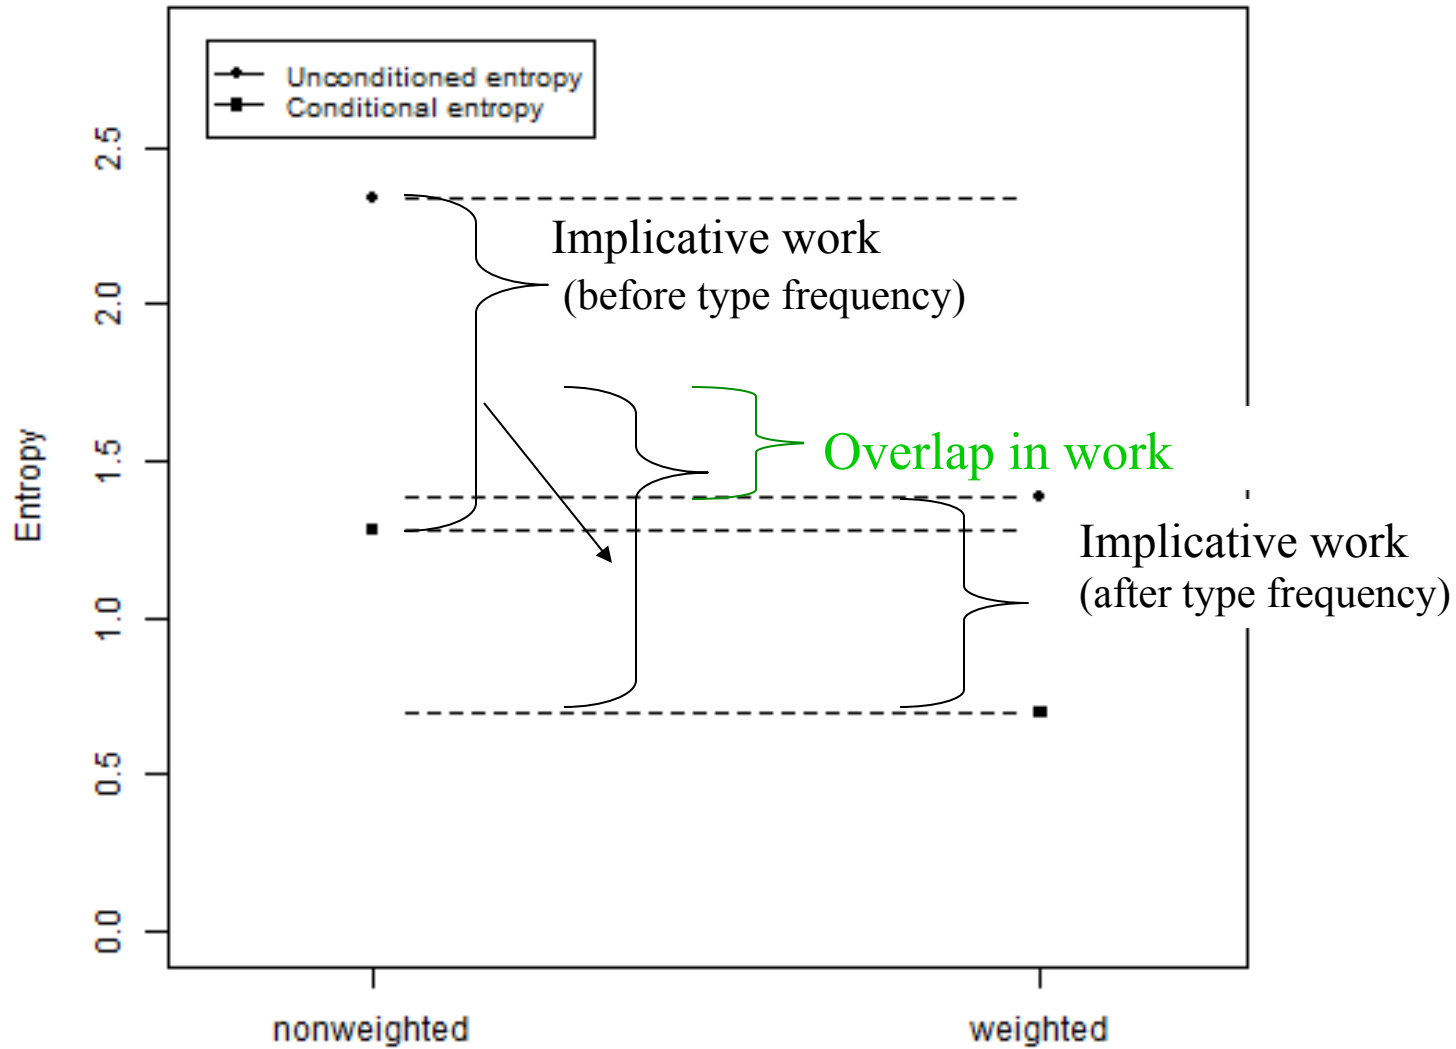 Unconditioned entropy
Conditional entropy
2.5
2.0
1.5
1.0
0.5
0.0
Entropy
Implicative work
(before type frequency)
Overlap in work
Implicative work
(after type frequency)
nonweighted
weighted